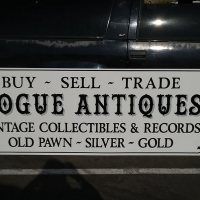 BUY ~ SELL ~ TRADE
OGUE ANTIQUES
NTAGE COLLECTIBLES & RECORDS
OLD PAWN ~ SILVER ~ GOLD